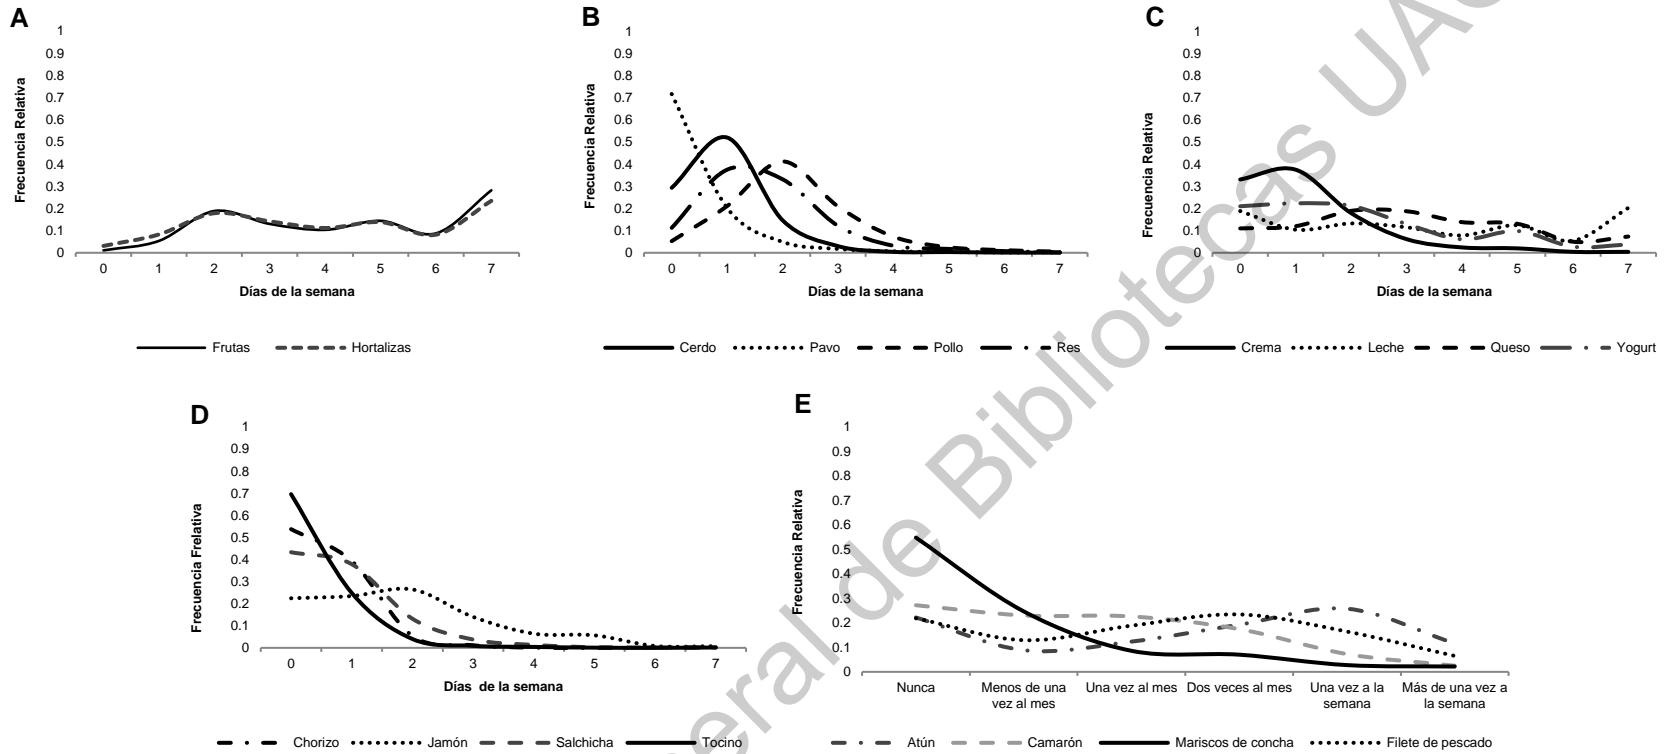 A
1
0.9
0.8
0.7
0.6
0.5
0.4
0.3
0.2
0.1
0
Frecuencia Relativa
0 1 2 3 4 5 6 7
Días de la semana
Frutas Hortalizas
B
1
0.9
0.8
0.7
0.6
0.5
0.4
0.3
0.2
0.1
0
Frecuencia Relativa
0 1 2 3 4 5 6 7
Días de la semana
Cerdo Pavo Pollo Res
C
1
0.9
0.8
0.7
0.6
0.5
0.4
0.3
0.2
0.1
0
Frecuencia Relativa
0 1 2 3 4 5 6 7
Días de la semana
Crema Leche Queso Yogurt
D
1
0.9
0.8
0.7
0.6
0.5
0.4
0.3
0.2
0.1
0
Frecuencia Frelativa
0 1 2 3 4 5 6 7
Días de la semana
Chorizo Jamón Salchicha Tocino
E
1
0.9
0.8
0.7
0.6
0.5
0.4
0.3
0.2
0.1
0
Frecuencia Relativa
Nunca Menos de una Una vez al mes Dos veces al mes Una vez a la Más de una vez a
vez al mes semana la semana
Atún Camarón Mariscos de concha Filete de pescado
de Bibliotecas